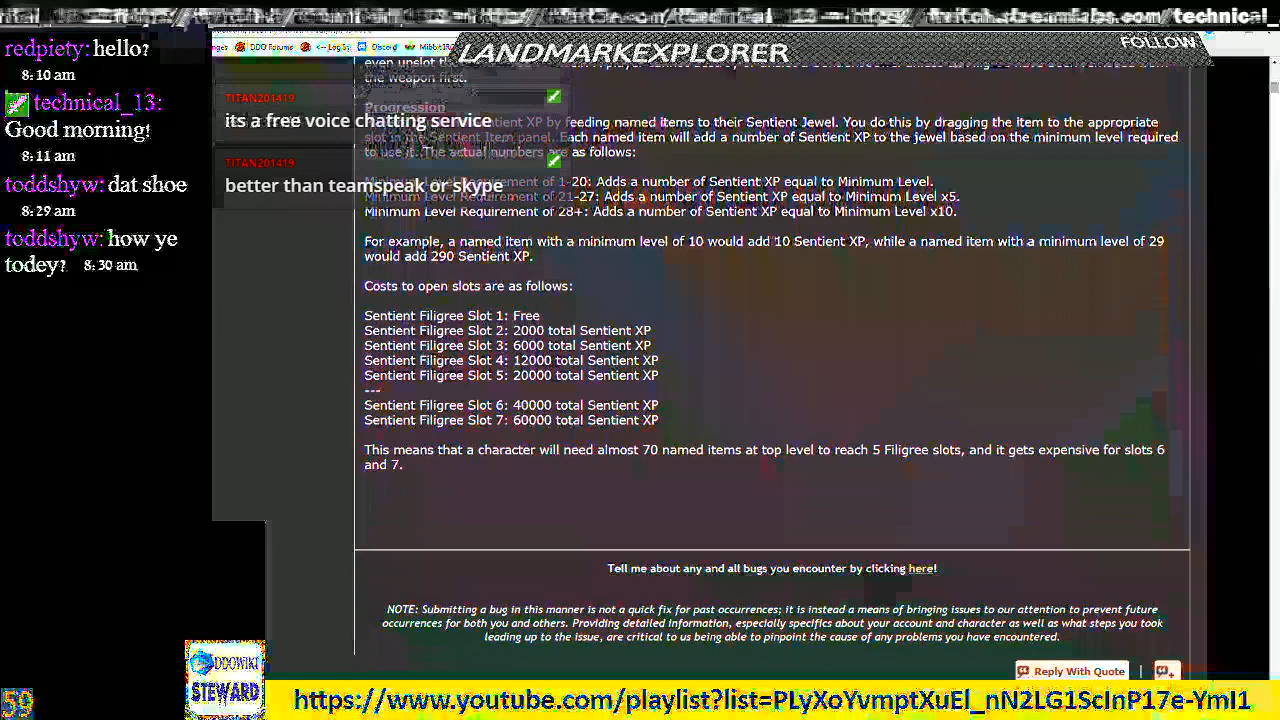 https://twitch.streamlabs.com/technical_
DDO Forums
Discord
LANDMARKEXPLORER
FOLLOW
redpiety: hello?
8:10 am
technical_13:
Good morning!
8:11 am
toddshyw: dat shoe
8:29 am
toddshyw: how ye
todey? 8:30 am
TITAN201419
its a free voice chatting service
TITAN201419
better than teamspeak or skype
the weapon first.
Progression
Sentient XP by feeding named items to their Sentient Jewel. You do this by dragging the item to the appropriate
slot in the Sentient Item panel. Each named item will add a number of Sentient XP to the jewel based on the minimum level required
to use it. The actual numbers are as follows:
Minimum Level Requirement of 1-20: Adds a number of Sentient XP equal to Minimum Level.
Minimum Level Requirement of 21-27: Adds a number of Sentient XP equal to Minimum Level x5.
Minimum Level Requirement of 28+: Adds a number of Sentient XP equal to Minimum Level x10.
For example, a named item with a minimum level of 10 would add 10 Sentient XP, while a named item with a minimum level of 29
would add 290 Sentient XP.
Costs to open slots are as follows:
Sentient Filigree Slot 1: Free
Sentient Filigree Slot 2: 2000 total Sentient XP
Sentient Filigree Slot 3: 6000 total Sentient XP
Sentient Filigree Slot 4: 12000 total Sentient XP
Sentient Filigree Slot 5: 20000 total Sentient XP
---
Sentient Filigree Slot 6: 40000 total Sentient XP
Sentient Filigree Slot 7: 60000 total Sentient XP
This means that a character will need almost 70 named items at top level to reach 5 Filigree slots, and it gets expensive for slots 6
and 7.
Tell me about any and all bugs you encounter by clicking here!
NOTE: Submitting a bug in this manner is not a quick fix for past occurrences; it is instead a means of bringing issues to our attention to prevent future
occurrences for both you and others. Providing detailed information, especially specifics about your account and character as well as what steps you took
leading up to the issue, are critical to us being able to pinpoint the cause of any problems you have encountered.
Reply With Quote
DDOWIKI
STEWARD
59
https://www.youtube.com/playlist?list=PLyXoYvmptXuEl_nN2LG1ScInP17e-YmI1